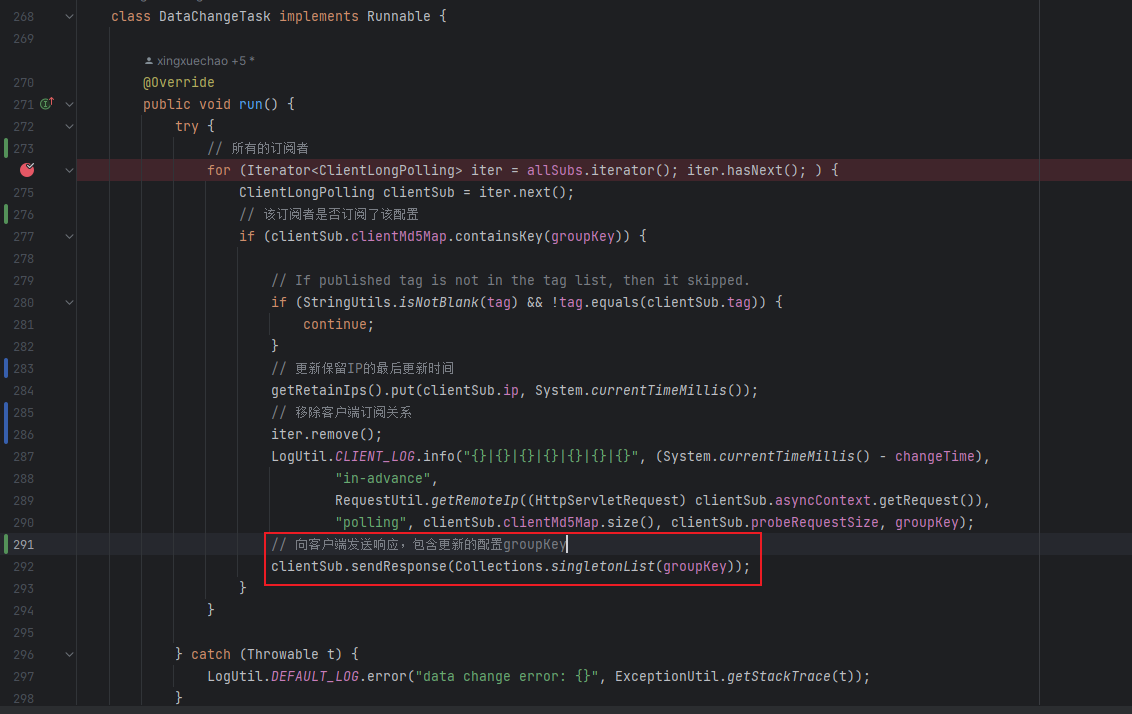 268 class DataChangeTask implements Runnable {
269
xingxuechao +5 *
270 @Override
271 public void run() {
272 try {
273 // 所有的订阅者
for (Iterator<ClientLongPolling> iter = allSubs.iterator(); iter.hasNext(); ) {
275 ClientLongPolling clientSub = iter.next();
276 // 该订阅者是否订阅了该配置
277 if (clientSub.clientMd5Map.containsKey(groupKey)) {
278
279 // If published tag is not in the tag list, then it skipped.
280 if (StringUtils.isNotBlank(tag) && !tag.equals(clientSub.tag)) {
281 continue;
282 }
283 // 更新保留IP的最后更新时间
284 getRetainIps().put(clientSub.ip, System.currentTimeMillis());
285 // 移除客户端订阅关系
286 iter.remove();
287 LogUtil.CLIENT_LOG.info("{}|{}|{}|{}|{}|{}|{}", (System.currentTimeMillis() - changeTime),
288 "in-advance",
289 RequestUtil.getRemoteIp((HttpServletRequest) clientSub.asyncContext.getRequest()),
290 "polling", clientSub.clientMd5Map.size(), clientSub.probeRequestSize, groupKey);
291 // 向客户端发送响应，包含更新的配置groupKey
292 clientSub.sendResponse(Collections.singletonList(groupKey));
293 }
294 }
295
296 } catch (Throwable t) {
297 LogUtil.DEFAULT_LOG.error("data change error: {}", ExceptionUtil.getStackTrace(t));
298 }